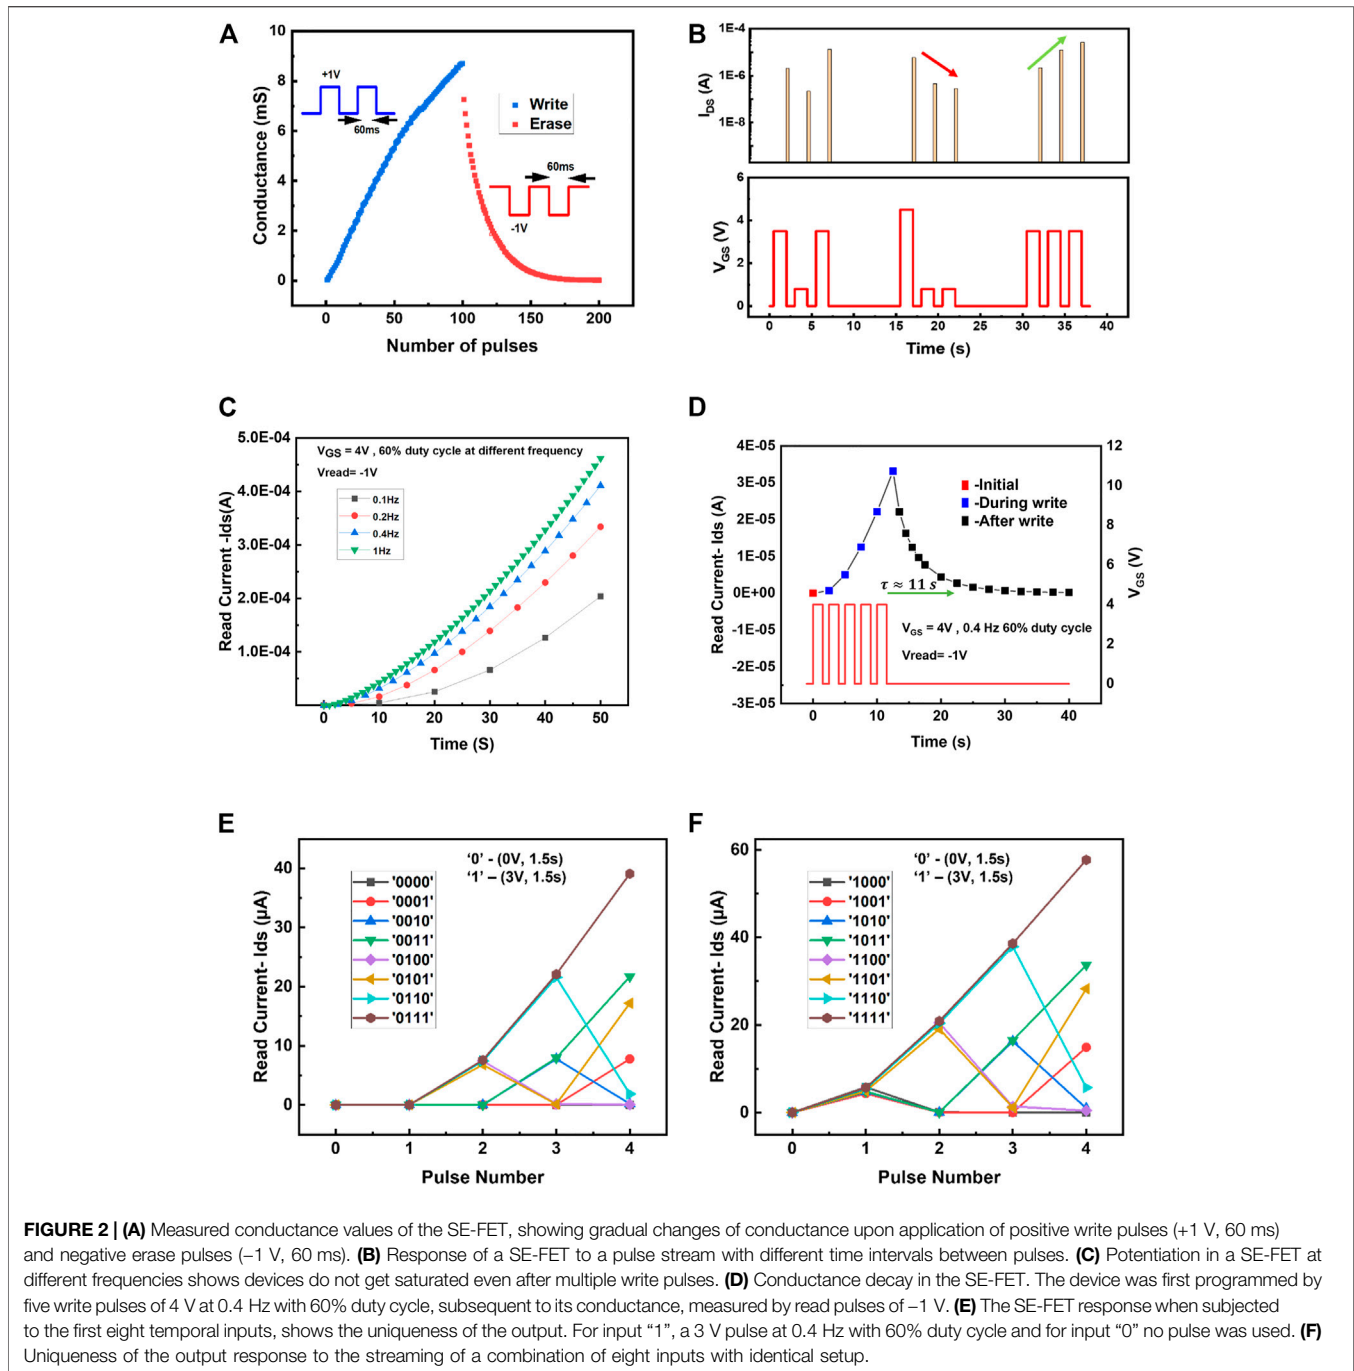 A
Conductance (mS)
10
8
6
4
2
0
+1V
60ms
Write
Erase
60ms
-1V
0 50 100 150 200
Number of pulses
B
I_DS (A)
1E-4
1E-6
1E-8
V_GS (V)
6
4
2
0
0 5 10 15 20 25 30 35 40
Time (s)
C
Read Current -Ids(A)
5.0E-04
4.0E-04
3.0E-04
2.0E-04
1.0E-04
V_GS = 4V , 60% duty cycle at different frequency
Vread= -1V
0.1Hz
0.2Hz
0.4Hz
1Hz
0 10 20 30 40 50
Time (S)
D
Read Current- Ids (A)
4E-05
3E-05
2E-05
1E-05
0E+00
-1E-05
-2E-05
-3E-05
-Initial
-During write
-After write
τ ≈ 11 s
V_GS = 4V , 0.4 Hz 60% duty cycle
Vread= -1V
12
10
8
6
4
2
0
V_GS (V)
0 10 20 30 40
Time (s)
E
Read Current- Ids (µA)
40
30
20
10
0
'0' - (0V, 1.5s)
'1' – (3V, 1.5s)
'0000'
'0001'
'0010'
'0011'
'0100'
'0101'
'0110'
'0111'
0 1 2 3 4
Pulse Number
F
Read Current- Ids (µA)
60
40
20
0
'0' - (0V, 1.5s)
'1' – (3V, 1.5s)
'1000'
'1001'
'1010'
'1011'
'1100'
'1101'
'1110'
'1111'
0 1 2 3 4
Pulse Number
FIGURE 2 | (A) Measured conductance values of the SE-FET, showing gradual changes of conductance upon application of positive write pulses (+1 V, 60 ms)
and negative erase pulses (−1 V, 60 ms). (B) Response of a SE-FET to a pulse stream with different time intervals between pulses. (C) Potentiation in a SE-FET at
different frequencies shows devices do not get saturated even after multiple write pulses. (D) Conductance decay in the SE-FET. The device was first programmed by
five write pulses of 4 V at 0.4 Hz with 60% duty cycle, subsequent to its conductance, measured by read pulses of −1 V. (E) The SE-FET response when subjected
to the first eight temporal inputs, shows the uniqueness of the output. For input “1”, a 3 V pulse at 0.4 Hz with 60% duty cycle and for input “0” no pulse was used. (F)
Uniqueness of the output response to the streaming of a combination of eight inputs with identical setup.